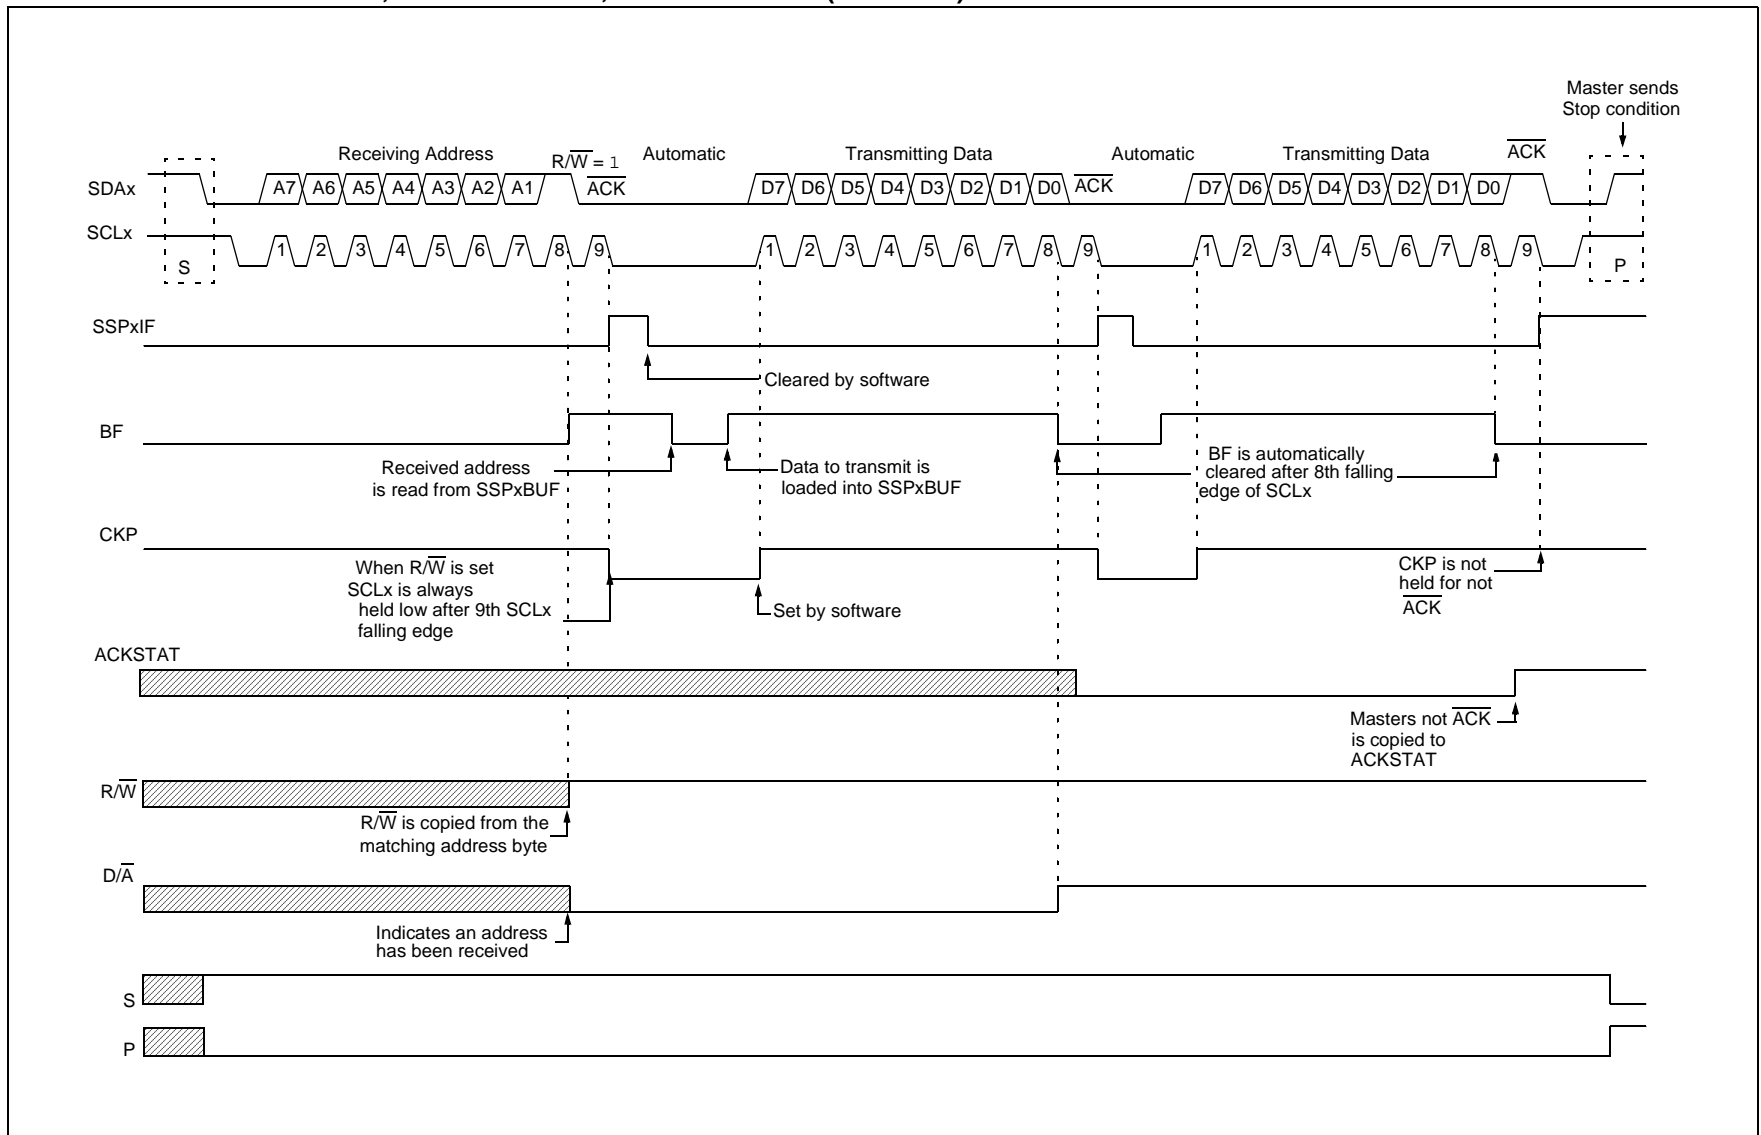 Master sends
Stop condition
Receiving Address
R/W = 1
Automatic
Transmitting Data
Automatic
Transmitting Data
ACK
SDAx
A7 A6 A5 A4 A3 A2 A1
ACK
D7 D6 D5 D4 D3 D2 D1 D0
ACK
D7 D6 D5 D4 D3 D2 D1 D0
SCLx
S
1 2 3 4 5 6 7 8 9
1 2 3 4 5 6 7 8 9
1 2 3 4 5 6 7 8 9
P
SSPxIF
Cleared by software
BF
Received address
is read from SSPxBUF
Data to transmit is
loaded into SSPxBUF
BF is automatically
cleared after 8th falling
edge of SCLx
CKP
When R/W is set
SCLx is always
held low after 9th SCLx
falling edge
Set by software
CKP is not
held for not
ACK
ACKSTAT
Masters not ACK
is copied to
ACKSTAT
R/W
R/W is copied from the
matching address byte
D/A
Indicates an address
has been received
S
P